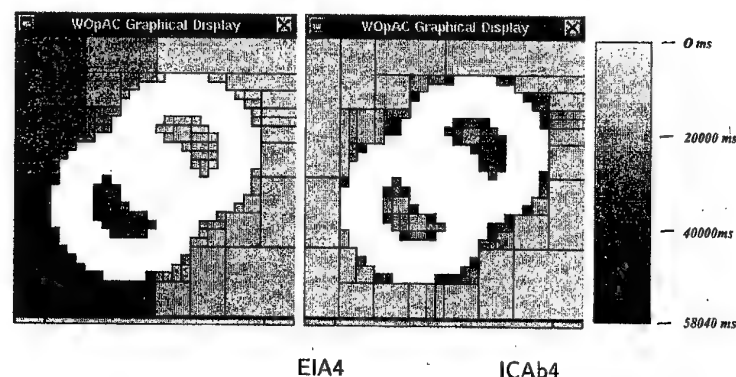 WOpAC Graphical Display
WOpAC Graphical Display
0 ms
20000 ms
40000ms
58040 ms
EIA4
ICAb4